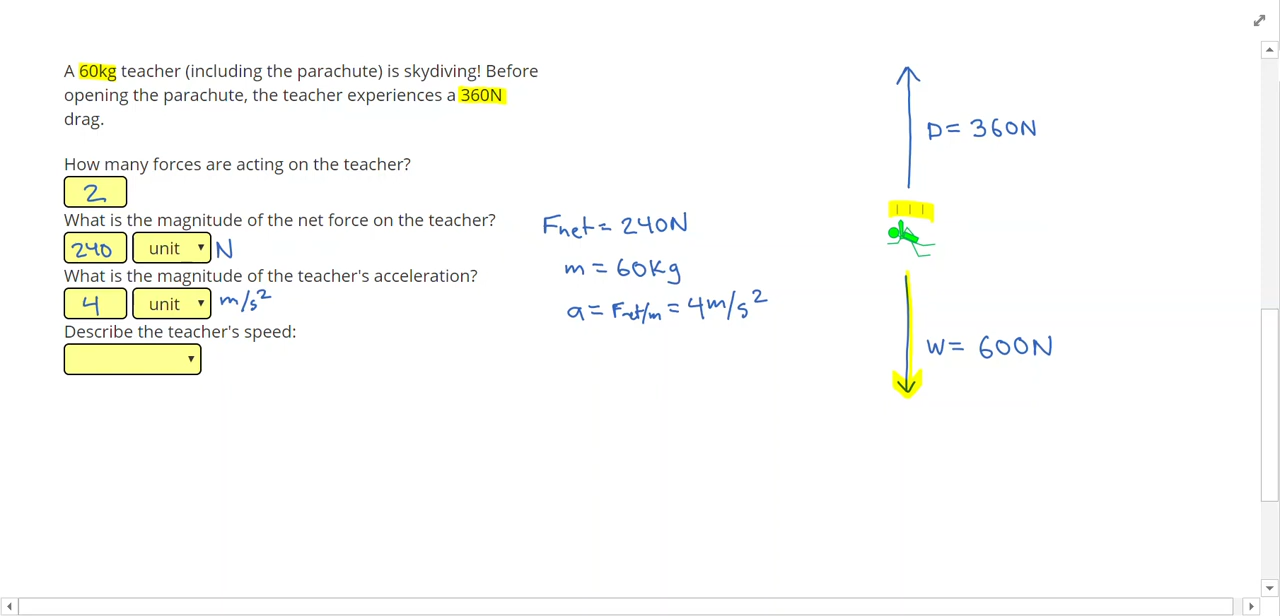 A 60kg teacher (including the parachute) is skydiving! Before
opening the parachute, the teacher experiences a 360N
drag.
How many forces are acting on the teacher?
2
What is the magnitude of the net force on the teacher?
240 unit N
What is the magnitude of the teacher's acceleration?
4 unit m/s²
Describe the teacher's speed:
Fnet = 240N
m = 60kg
a = Fnet/m = 4m/s²
D = 360N
W = 600N